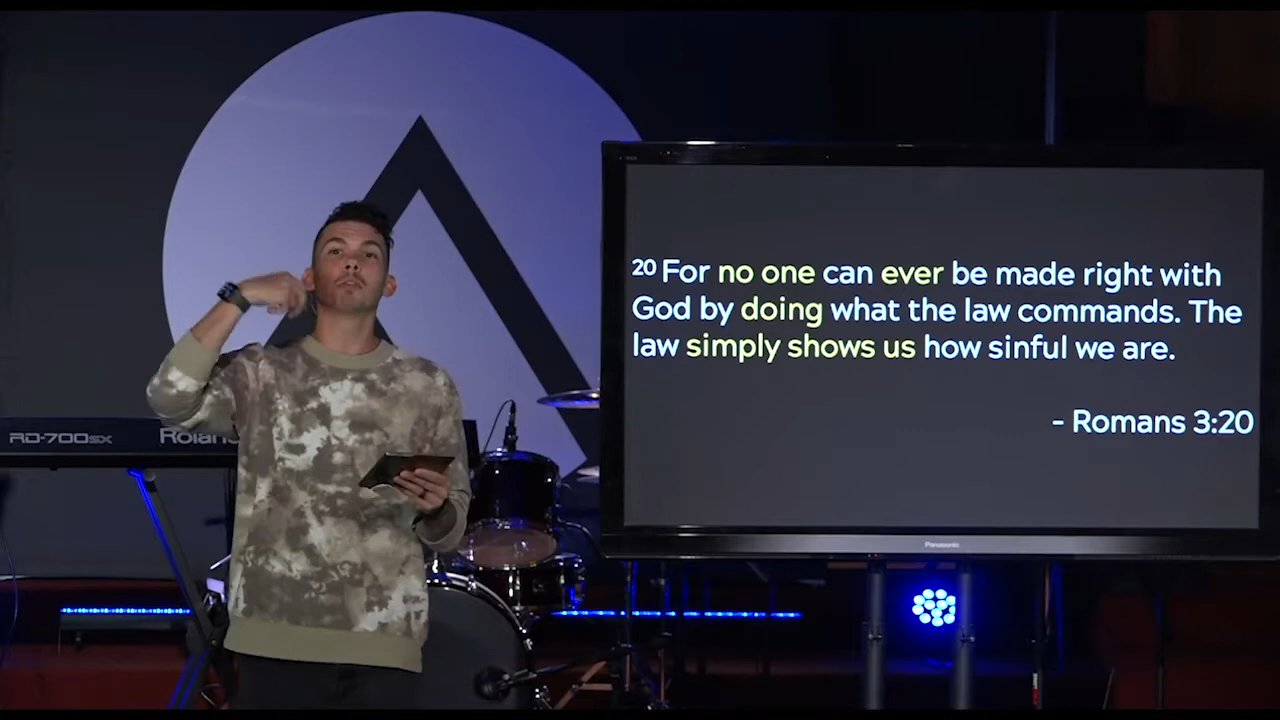 20 For no one can ever be made right with
God by doing what the law commands. The
law simply shows us how sinful we are.
- Romans 3:20
RD-700SX
Roland
Panasonic